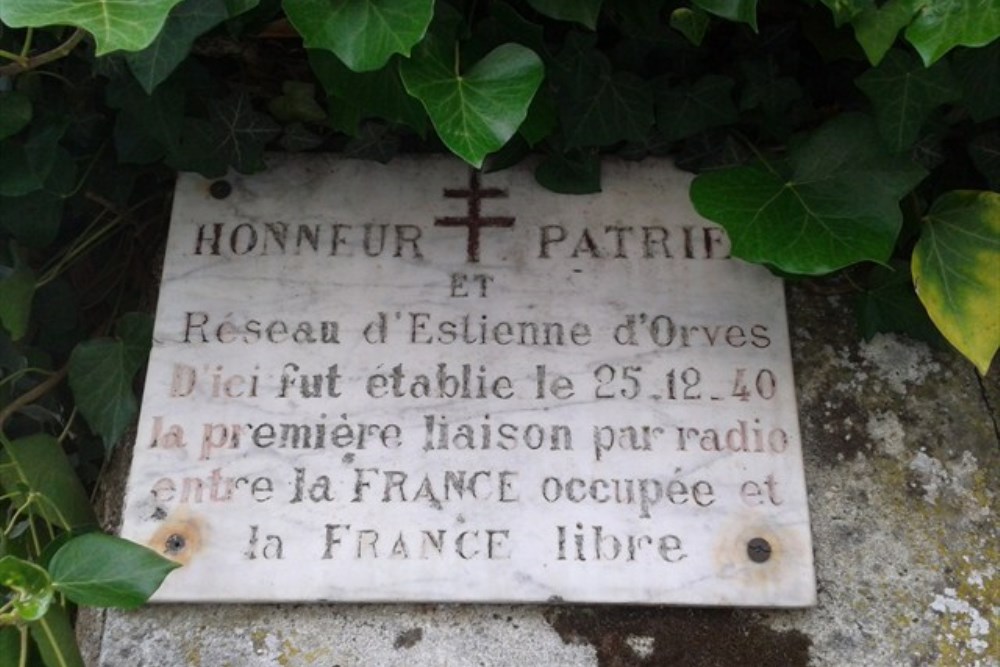 HONNEUR PATRIE
ET
Réseau d'Estienne d'Orves
D'ici fut établie le 25.12.40
la première liaison par radio
entre la FRANCE occupée et
la FRANCE libre